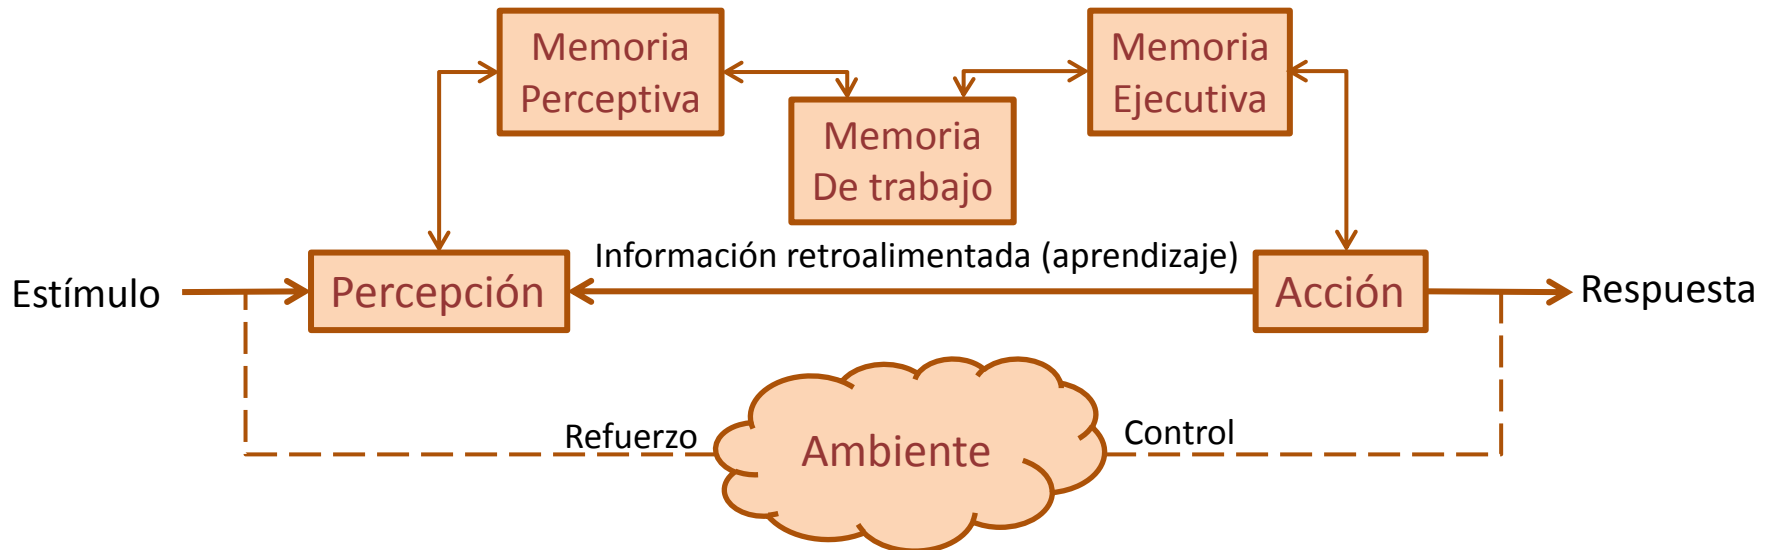 Memoria
Perceptiva
Memoria
Ejecutiva
Memoria
De trabajo
Información retroalimentada (aprendizaje)
Estímulo
Percepción
Acción
Respuesta
Refuerzo
Ambiente
Control